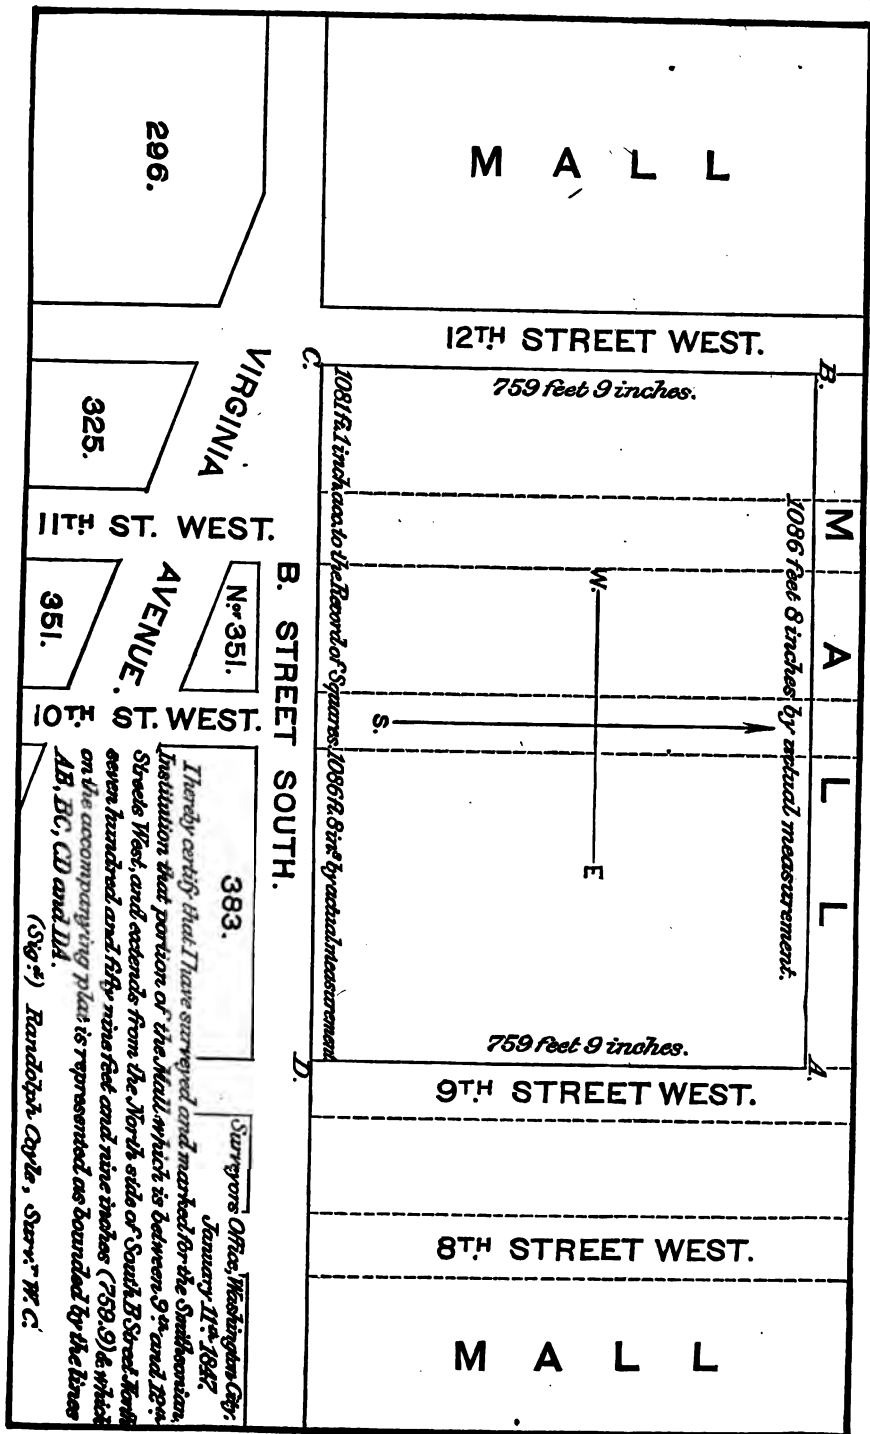 MALL
296.
12TH STREET WEST.
C.
B.
759 feet 9 inches.
VIRGINIA
AVENUE.
325.
11TH ST. WEST.
1081 ft. 1 inch acc. to the Record of Squares. 1086 ft. 8 ins by actual measurement
1086 feet 8 inches by actual measurement.
MALL
W.
E
S.
Nor 351.
351.
B. STREET SOUTH.
10TH ST. WEST.
383.
759 feet 9 inches.
D.
A.
9TH STREET WEST.
8TH STREET WEST.
MALL
Surveyors Office, Washington City,
January 11th 1847.
I hereby certify that I have surveyed and marked for the Smithsonian
Institution that portion of the Mall which is between 9th and 12th
Streets West, and extends from the North side of South B Street North
seven hundred and fifty nine feet and nine inches (759.9) & which
on the accompanying plat is represented as bounded by the lines
AB, BC, CD and DA.
(Sigd) Randolph Coyle, Survr W.C.